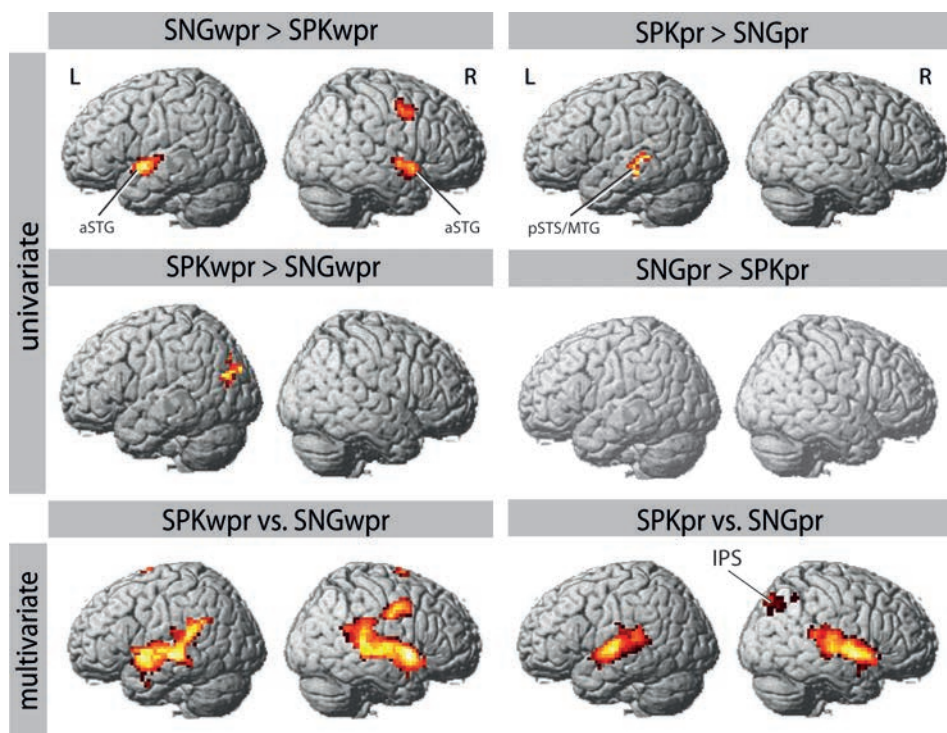 SNGwpr > SPKwpr
SPKpr > SNGpr
L
R
L
R
aSTG
aSTG
pSTS/MTG
univariate
SPKwpr > SNGwpr
SNGpr > SPKpr
SPKwpr vs. SNGwpr
SPKpr vs. SNGpr
IPS
multivariate